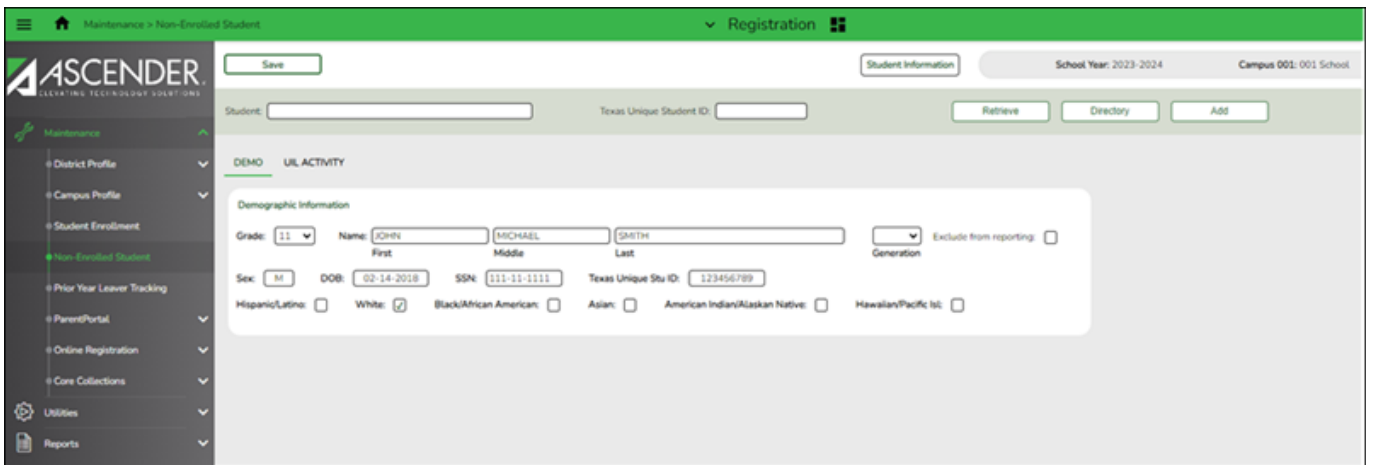 Maintenance > Non-Enrolled Student
Registration
ASCENDER
ELEVATING TECHNOLOGY SOLUTIONS
Save
Student Information
School Year: 2023-2024
Campus 001: 001 School
Student:
Texas Unique Student ID:
Retrieve
Directory
Add
Maintenance
District Profile
Campus Profile
Student Enrollment
Non-Enrolled Student
Prior Year Leaver Tracking
ParentPortal
Online Registration
Core Collections
Utilities
Reports
DEMO UIL ACTIVITY
Demographic Information
Grade: 11 Name: JOHN MICHAEL SMITH Exclude from reporting:
First Middle Last Generation
Sex: M DOB: 02-14-2018 SSN: 111-11-1111 Texas Unique Stu ID: 123456789
Hispanic/Latino: White: Black/African American: Asian: American Indian/Alaskan Native: Hawaiian/Pacific Isl: